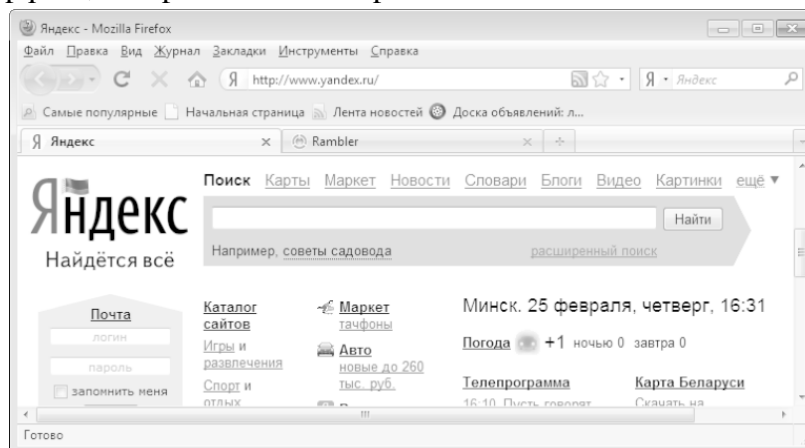 Яндекс - Mozilla Firefox
Файл Правка Вид Журнал Закладки Инструменты Справка
http://www.yandex.ru/ Я Яндекс
Самые популярные Начальная страница Лента новостей Доска объявлений: л...
Я Яндекс Rambler
Поиск Карты Маркет Новости Словари Блоги Видео Картинки ещё ▼
Яндекс
Найти
Найдётся всё
Например, советы садовода расширенный поиск
Почта
логин
пароль
запомнить меня
Каталог
сайтов
Игры и
развлечения
Спорт и
отдых
Маркет
тачфоны
Авто
новые до 260
тыс. руб.
Минск. 25 февраля, четверг, 16:31
Погода +1 ночью 0 завтра 0
Телепрограмма
16:10 Пусть говорят
Карта Беларуси
Скачать на
Готово